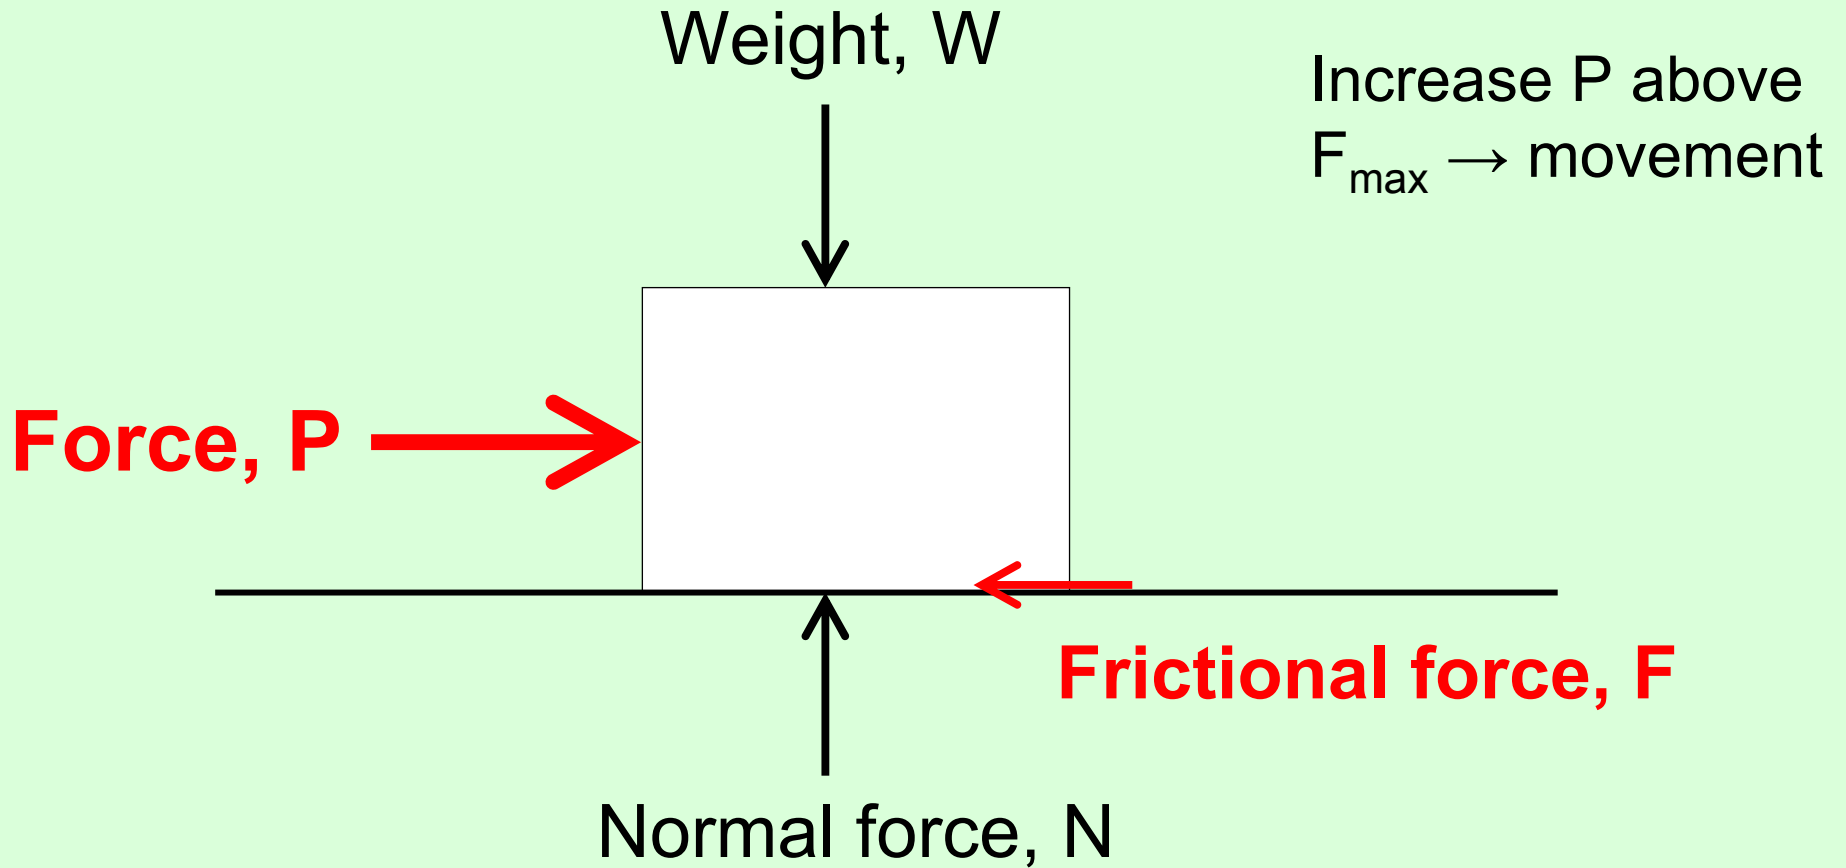 Weight, W
Increase P above
Fmax → movement
Force, P
Frictional force, F
Normal force, N